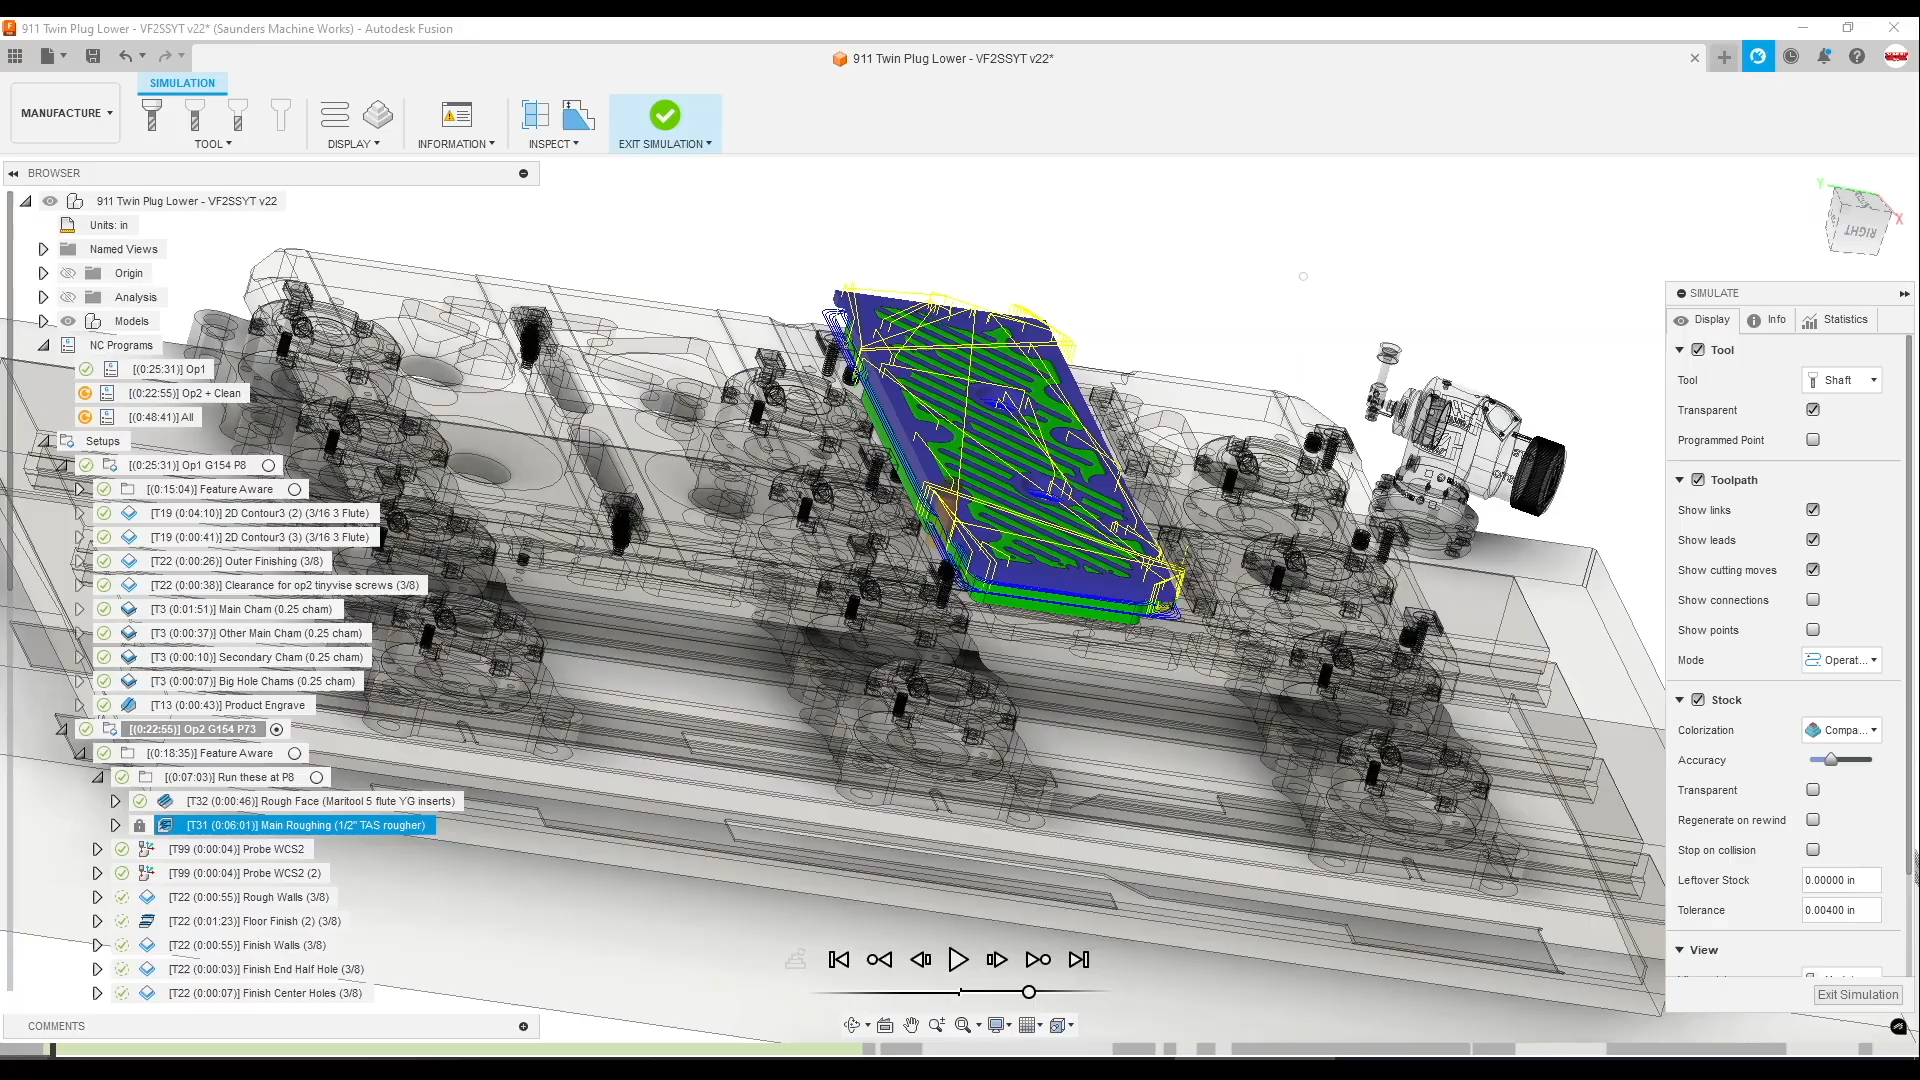 911 Twin Plug Lower - VF2SSYT v22* (Saunders Machine Works) - Autodesk Fusion
911 Twin Plug Lower - VF2SSYT v22*
SIMULATION
MANUFACTURE
TOOL
DISPLAY
INFORMATION
INSPECT
EXIT SIMULATION
BROWSER
911 Twin Plug Lower - VF2SSYT v22
Units: in
Named Views
Origin
Analysis
Models
NC Programs
[(0:25:31)] Op1
[(0:22:55)] Op2 + Clean
[(0:48:41)] All
Setups
[(0:25:31)] Op1 G154 P8
[(0:15:04)] Feature Aware
[T19 (0:04:10)] 2D Contour3 (2) (3/16 3 Flute)
[T19 (0:00:41)] 2D Contour3 (3) (3/16 3 Flute)
[T22 (0:00:26)] Outer Finishing (3/8)
[T22 (0:00:38)] Clearance for op2 tinyvise screws (3/8)
[T3 (0:01:51)] Main Cham (0.25 cham)
[T3 (0:00:37)] Other Main Cham (0.25 cham)
[T3 (0:00:10)] Secondary Cham (0.25 cham)
[T3 (0:00:07)] Big Hole Chams (0.25 cham)
[T13 (0:00:43)] Product Engrave
[(0:22:55)] Op2 G154 P73
[(0:18:35)] Feature Aware
[(0:07:03)] Run these at P8
[T32 (0:00:46)] Rough Face (Maritool 5 flute YG inserts)
[T31 (0:06:01)] Main Roughing (1/2" TAS rougher)
[T99 (0:00:04)] Probe WCS2
[T99 (0:00:04)] Probe WCS2 (2)
[T22 (0:00:55)] Rough Walls (3/8)
[T22 (0:01:23)] Floor Finish (2) (3/8)
[T22 (0:00:55)] Finish Walls (3/8)
[T22 (0:00:03)] Finish End Half Hole (3/8)
[T22 (0:00:07)] Finish Center Holes (3/8)
COMMENTS
Y
X
RIGHT
SIMULATE
Display
Info
Statistics
Tool
Tool
Shaft
Transparent
Programmed Point
Toolpath
Show links
Show leads
Show cutting moves
Show connections
Show points
Mode
Operat...
Stock
Colorization
Compa...
Accuracy
Transparent
Regenerate on rewind
Stop on collision
Leftover Stock
0.00000 in
Tolerance
0.00400 in
View
Exit Simulation